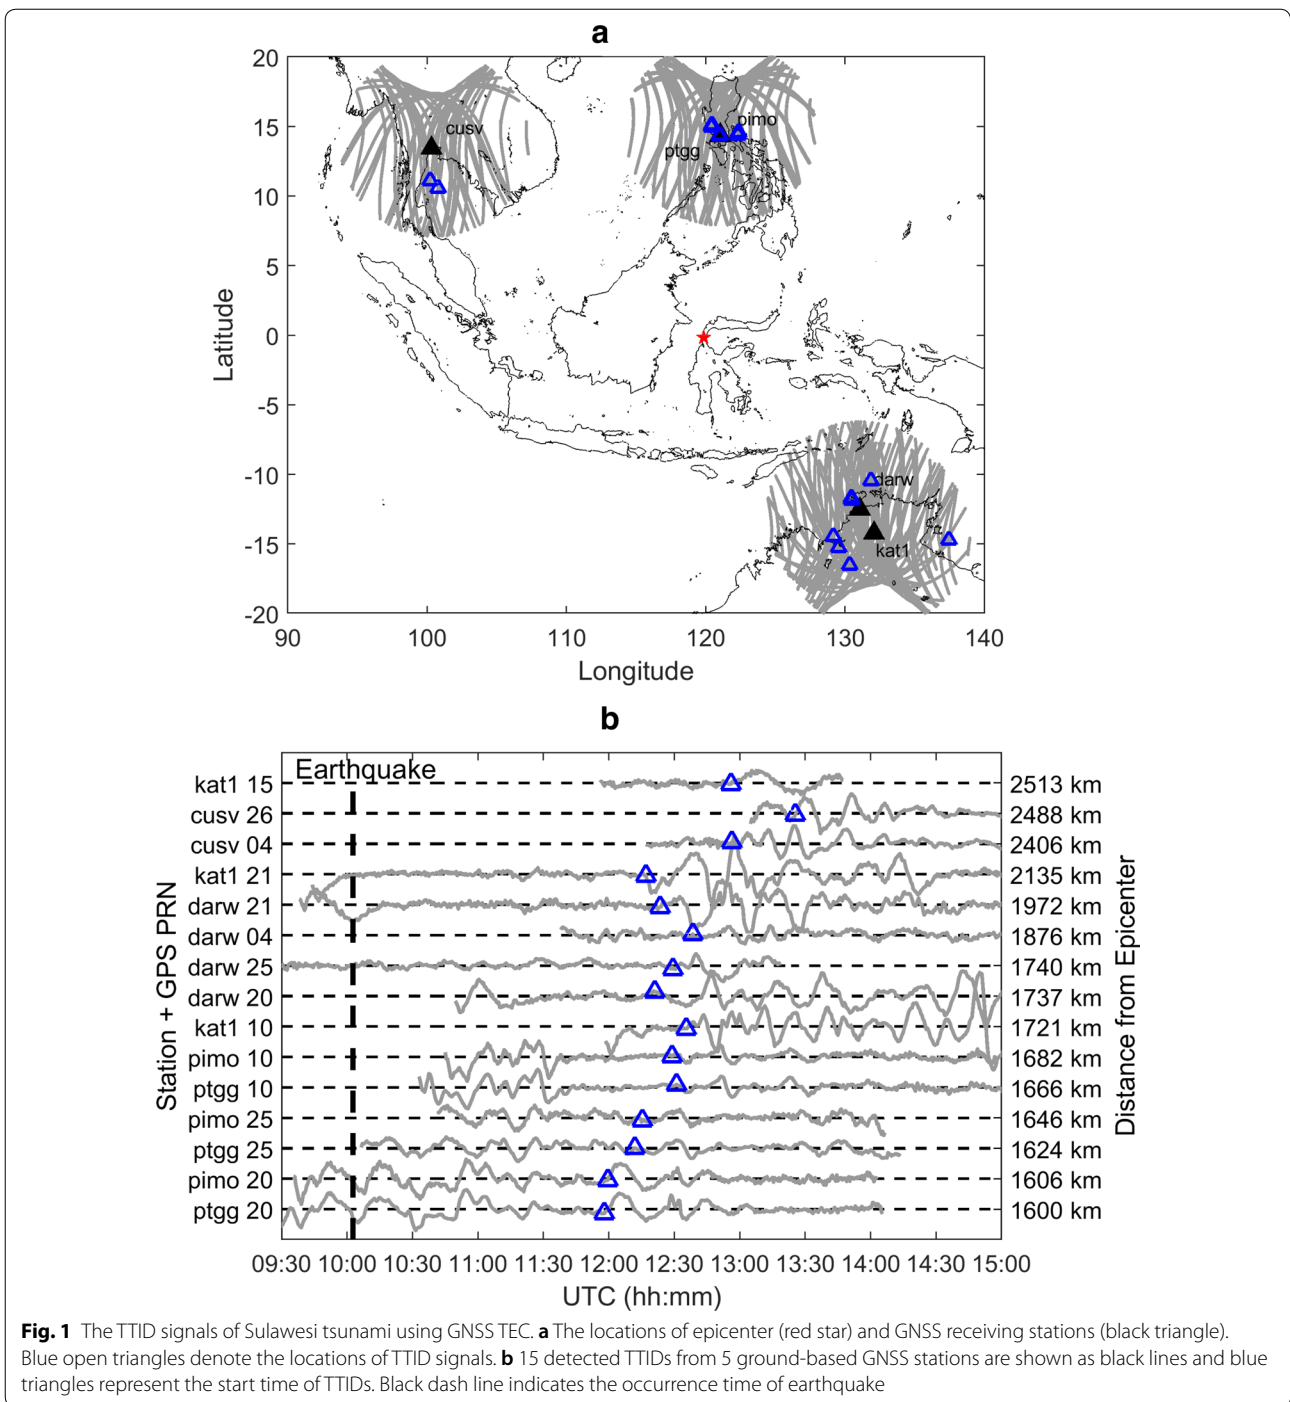 a
20
15
10
5
0
-5
-10
-15
-20
Latitude
cusv
pimo
ptgg
darw
kat1
90 100 110 120 130 140
Longitude
b
Earthquake
kat1 15 2513 km
cusv 26 2488 km
cusv 04 2406 km
kat1 21 2135 km
darw 21 1972 km
darw 04 1876 km
darw 25 1740 km
darw 20 1737 km
kat1 10 1721 km
pimo 10 1682 km
ptgg 10 1666 km
pimo 25 1646 km
ptgg 25 1624 km
pimo 20 1606 km
ptgg 20 1600 km
Station + GPS PRN
Distance from Epicenter
09:30 10:00 10:30 11:00 11:30 12:00 12:30 13:00 13:30 14:00 14:30 15:00
UTC (hh:mm)
Fig. 1 The TTID signals of Sulawesi tsunami using GNSS TEC. a The locations of epicenter (red star) and GNSS receiving stations (black triangle).
Blue open triangles denote the locations of TTID signals. b 15 detected TTIDs from 5 ground-based GNSS stations are shown as black lines and blue
triangles represent the start time of TTIDs. Black dash line indicates the occurrence time of earthquake